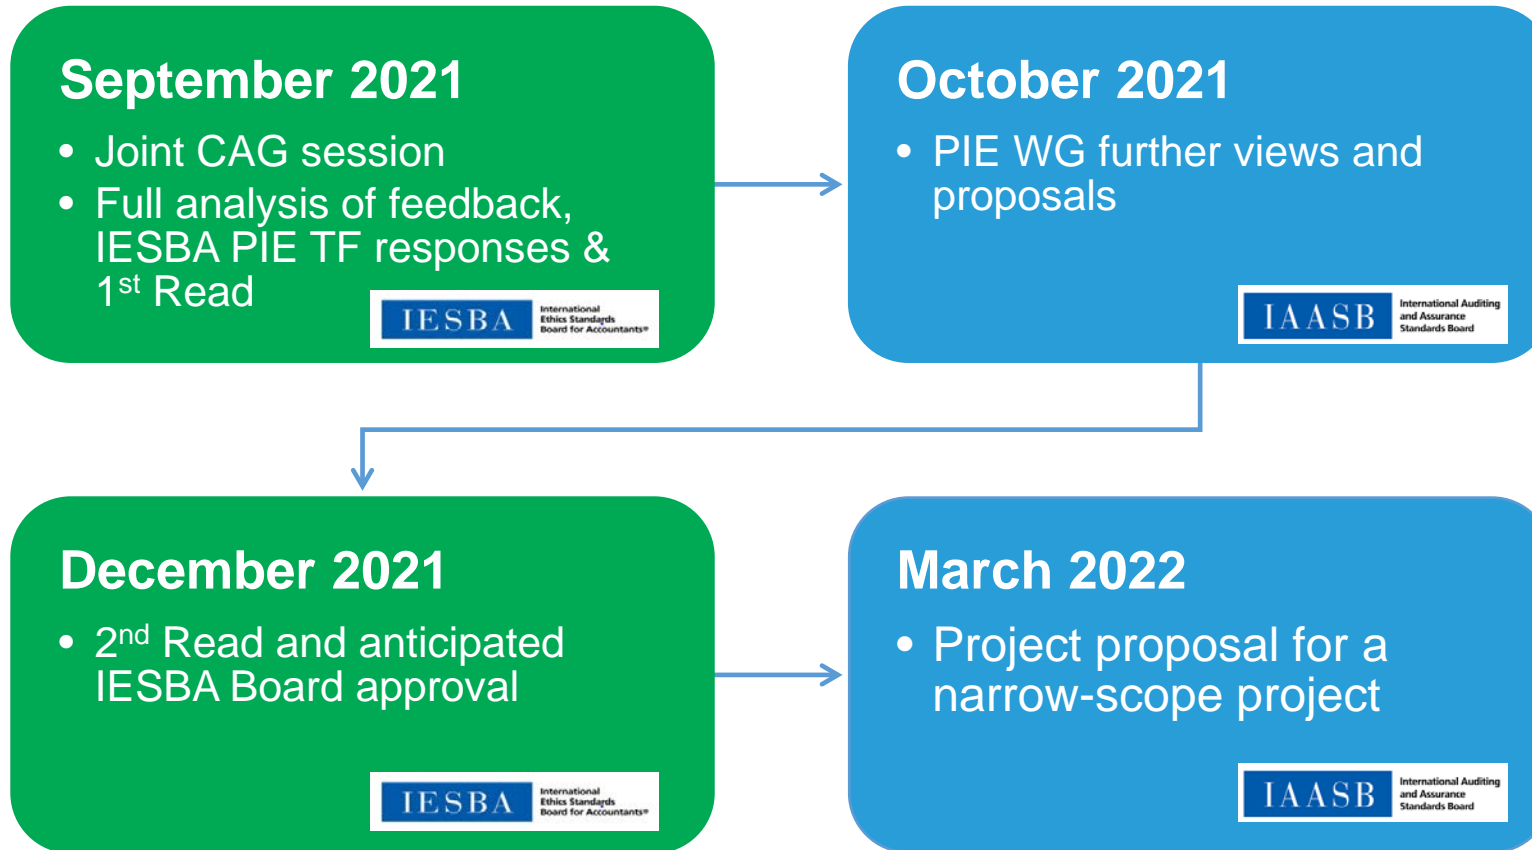 September 2021
• Joint CAG session
• Full analysis of feedback,
IESBA PIE TF responses &
1st Read
IESBA
International
Ethics Standards
Board for Accountants®
October 2021
• PIE WG further views and
proposals
IAASB
International Auditing
and Assurance
Standards Board
December 2021
• 2nd Read and anticipated
IESBA Board approval
IESBA
International
Ethics Standards
Board for Accountants®
March 2022
• Project proposal for a
narrow-scope project
IAASB
International Auditing
and Assurance
Standards Board